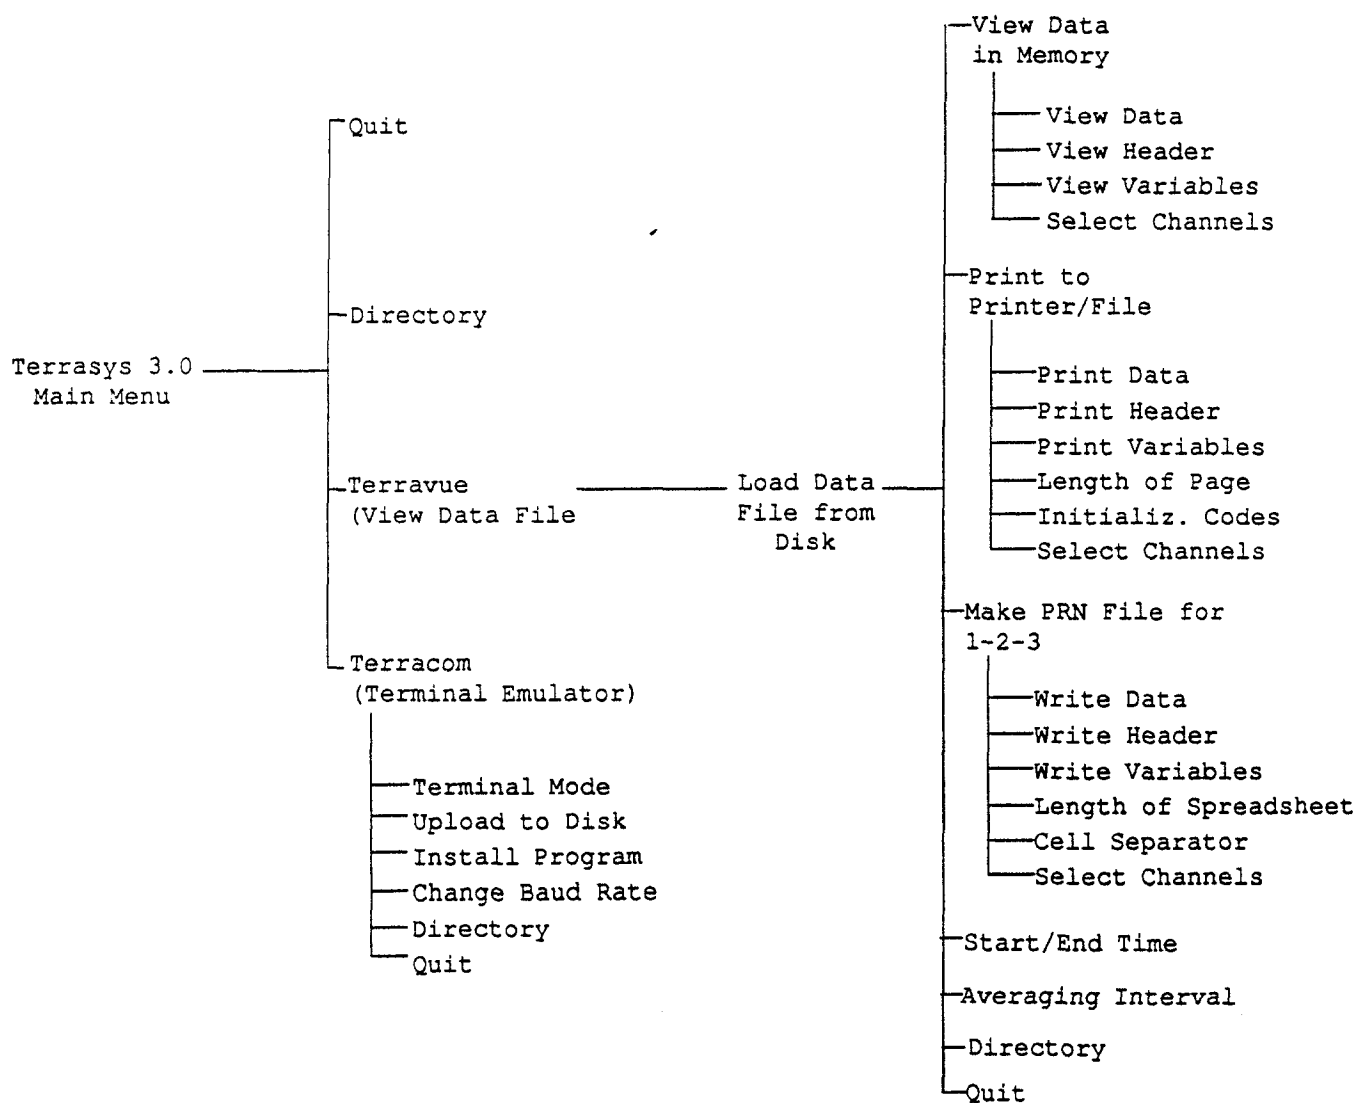 Terrasys 3.0
Main Menu
Quit
Directory
Terravue
(View Data File
Terracom
(Terminal Emulator)
Terminal Mode
Upload to Disk
Install Program
Change Baud Rate
Directory
Quit
Load Data
File from
Disk
View Data
in Memory
View Data
View Header
View Variables
Select Channels
Print to
Printer/File
Print Data
Print Header
Print Variables
Length of Page
Initializ. Codes
Select Channels
Make PRN File for
1-2-3
Write Data
Write Header
Write Variables
Length of Spreadsheet
Cell Separator
Select Channels
Start/End Time
Averaging Interval
Directory
Quit